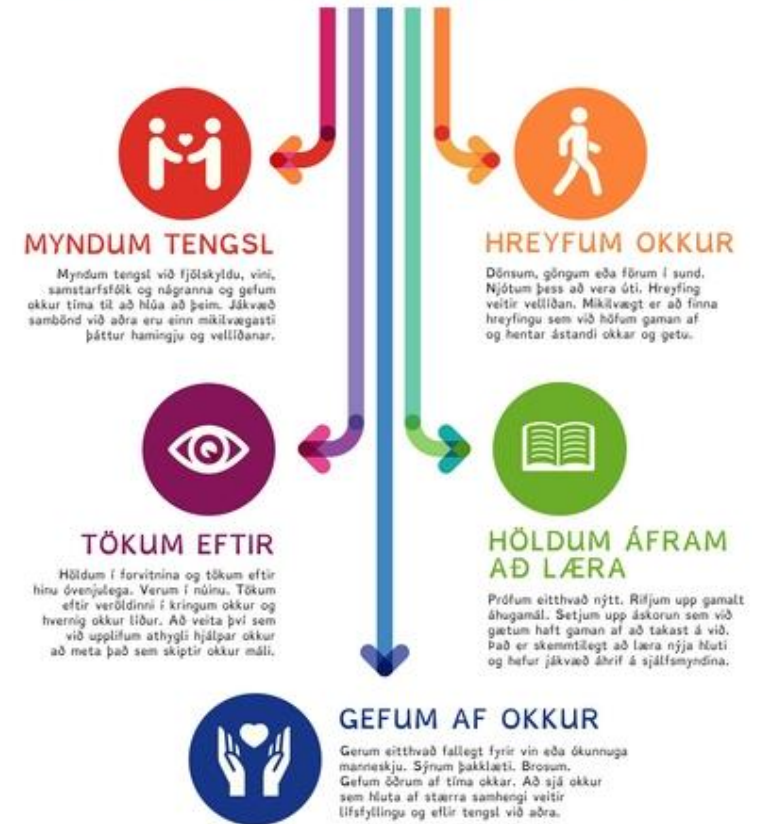 MYNDUM TENGSL
Myndum tengsl við fjölskyldu, vini,
samstarfsfólk og nágranna og gefum
okkur tíma til að hlúa að þeim. Jákvæð
sambönd við aðra eru einn mikilvægasti
þáttur hamingju og vellíðanar.
HREYFUM OKKUR
Dönsum, göngum eða förum í sund.
Njótum þess að vera úti. Hreyfing
veitir vellíðan. Mikilvægt er að finna
hreyfingu sem við höfum gaman af
og hentar ástandi okkar og getu.
TÖKUM EFTIR
Höldum í forvitnina og tökum eftir
hinu óvenjulega. Verum í núinu. Tökum
eftir veröldinni í kringum okkur og
hvernig okkur líður. Að veita því sem
við upplifum athygli hjálpar okkur
að meta það sem skiptir okkur máli.
HÖLDUM ÁFRAM
AÐ LÆRA
Prófum eitthvað nýtt. Rifjum upp gamalt
áhugamál. Setjum upp áskorun sem við
gætum haft gaman af að takast á við.
Það er skemmtilegt að læra nýja hluti
og hefur jákvæð áhrif á sjálfsmyndina.
GEFUM AF OKKUR
Gerum eitthvað fallegt fyrir vin eða ókunnuga
manneskju. Sýnum þakklæti. Brosum.
Gefum öðrum af tíma okkar. Að sjá okkur
sem hluta af stærra samhengi veitir
lífsfyllingu og eflir tengsl við aðra.